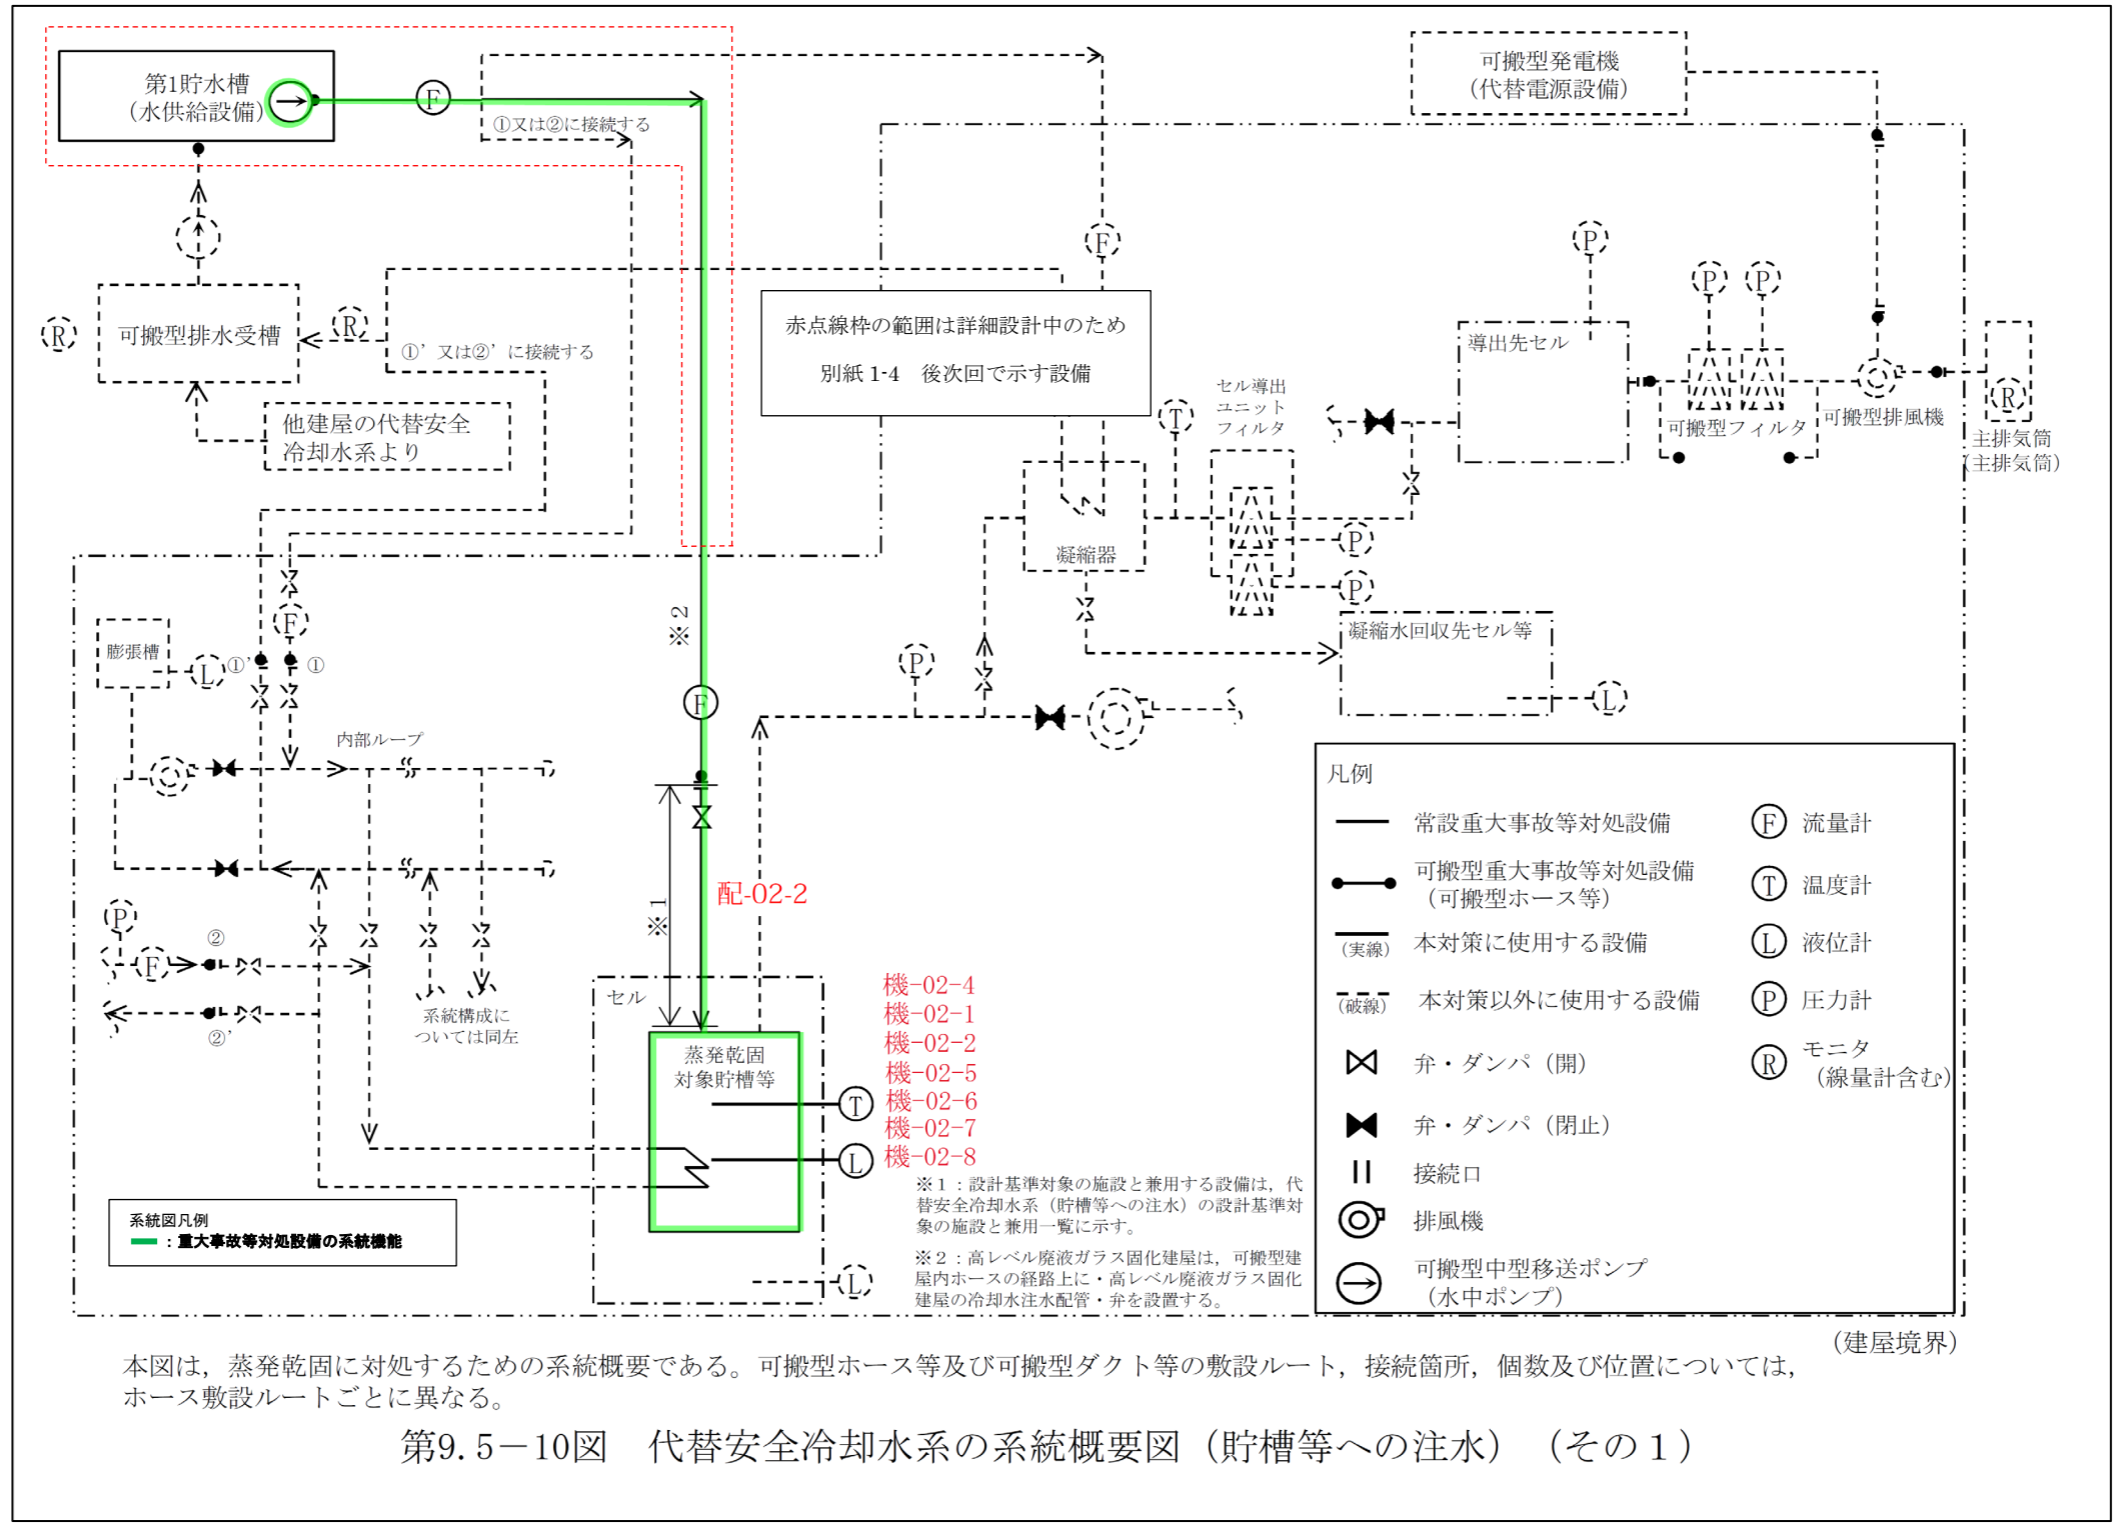 第1貯水槽
（水供給設備）
F
①又は②に接続する
可搬型発電機
（代替電源設備）
F
P
P
P
R
可搬型排水受槽
R
①’又は②’に接続する
他建屋の代替安全
冷却水系より
赤点線枠の範囲は詳細設計中のため
別紙1-4　後次回で示す設備
T
セル導出
ユニット
フィルタ
導出先セル
可搬型フィルタ
可搬型排風機
R
主排気筒
（主排気筒）
凝縮器
P
P
凝縮水回収先セル等
L
膨張槽
L
①’
F
①
※2
F
P
内部ループ
※1
配-02-2
P
F
②
②’
系統構成に
ついては同左
セル
蒸発乾固
対象貯槽等
T
L
L
機-02-4
機-02-1
機-02-2
機-02-5
機-02-6
機-02-7
機-02-8
※１：設計基準対象の施設と兼用する設備は，代
替安全冷却水系（貯槽等への注水）の設計基準対
象の施設と兼用一覧に示す。
※２：高レベル廃液ガラス固化建屋は，可搬型建
屋内ホースの経路上に・高レベル廃液ガラス固化
建屋の冷却水注水配管・弁を設置する。
系統図凡例
：重大事故等対処設備の系統機能
凡例
常設重大事故等対処設備
可搬型重大事故等対処設備
（可搬型ホース等）
（実線）
本対策に使用する設備
（破線）
本対策以外に使用する設備
弁・ダンパ（開）
弁・ダンパ（閉止）
接続口
排風機
可搬型中型移送ポンプ
（水中ポンプ）
F 流量計
T 温度計
L 液位計
P 圧力計
R モニタ
（線量計含む）
（建屋境界）
本図は，蒸発乾固に対処するための系統概要である。可搬型ホース等及び可搬型ダクト等の敷設ルート，接続箇所，個数及び位置については，
ホース敷設ルートごとに異なる。
第9.5－10図　代替安全冷却水系の系統概要図（貯槽等への注水）（その１）